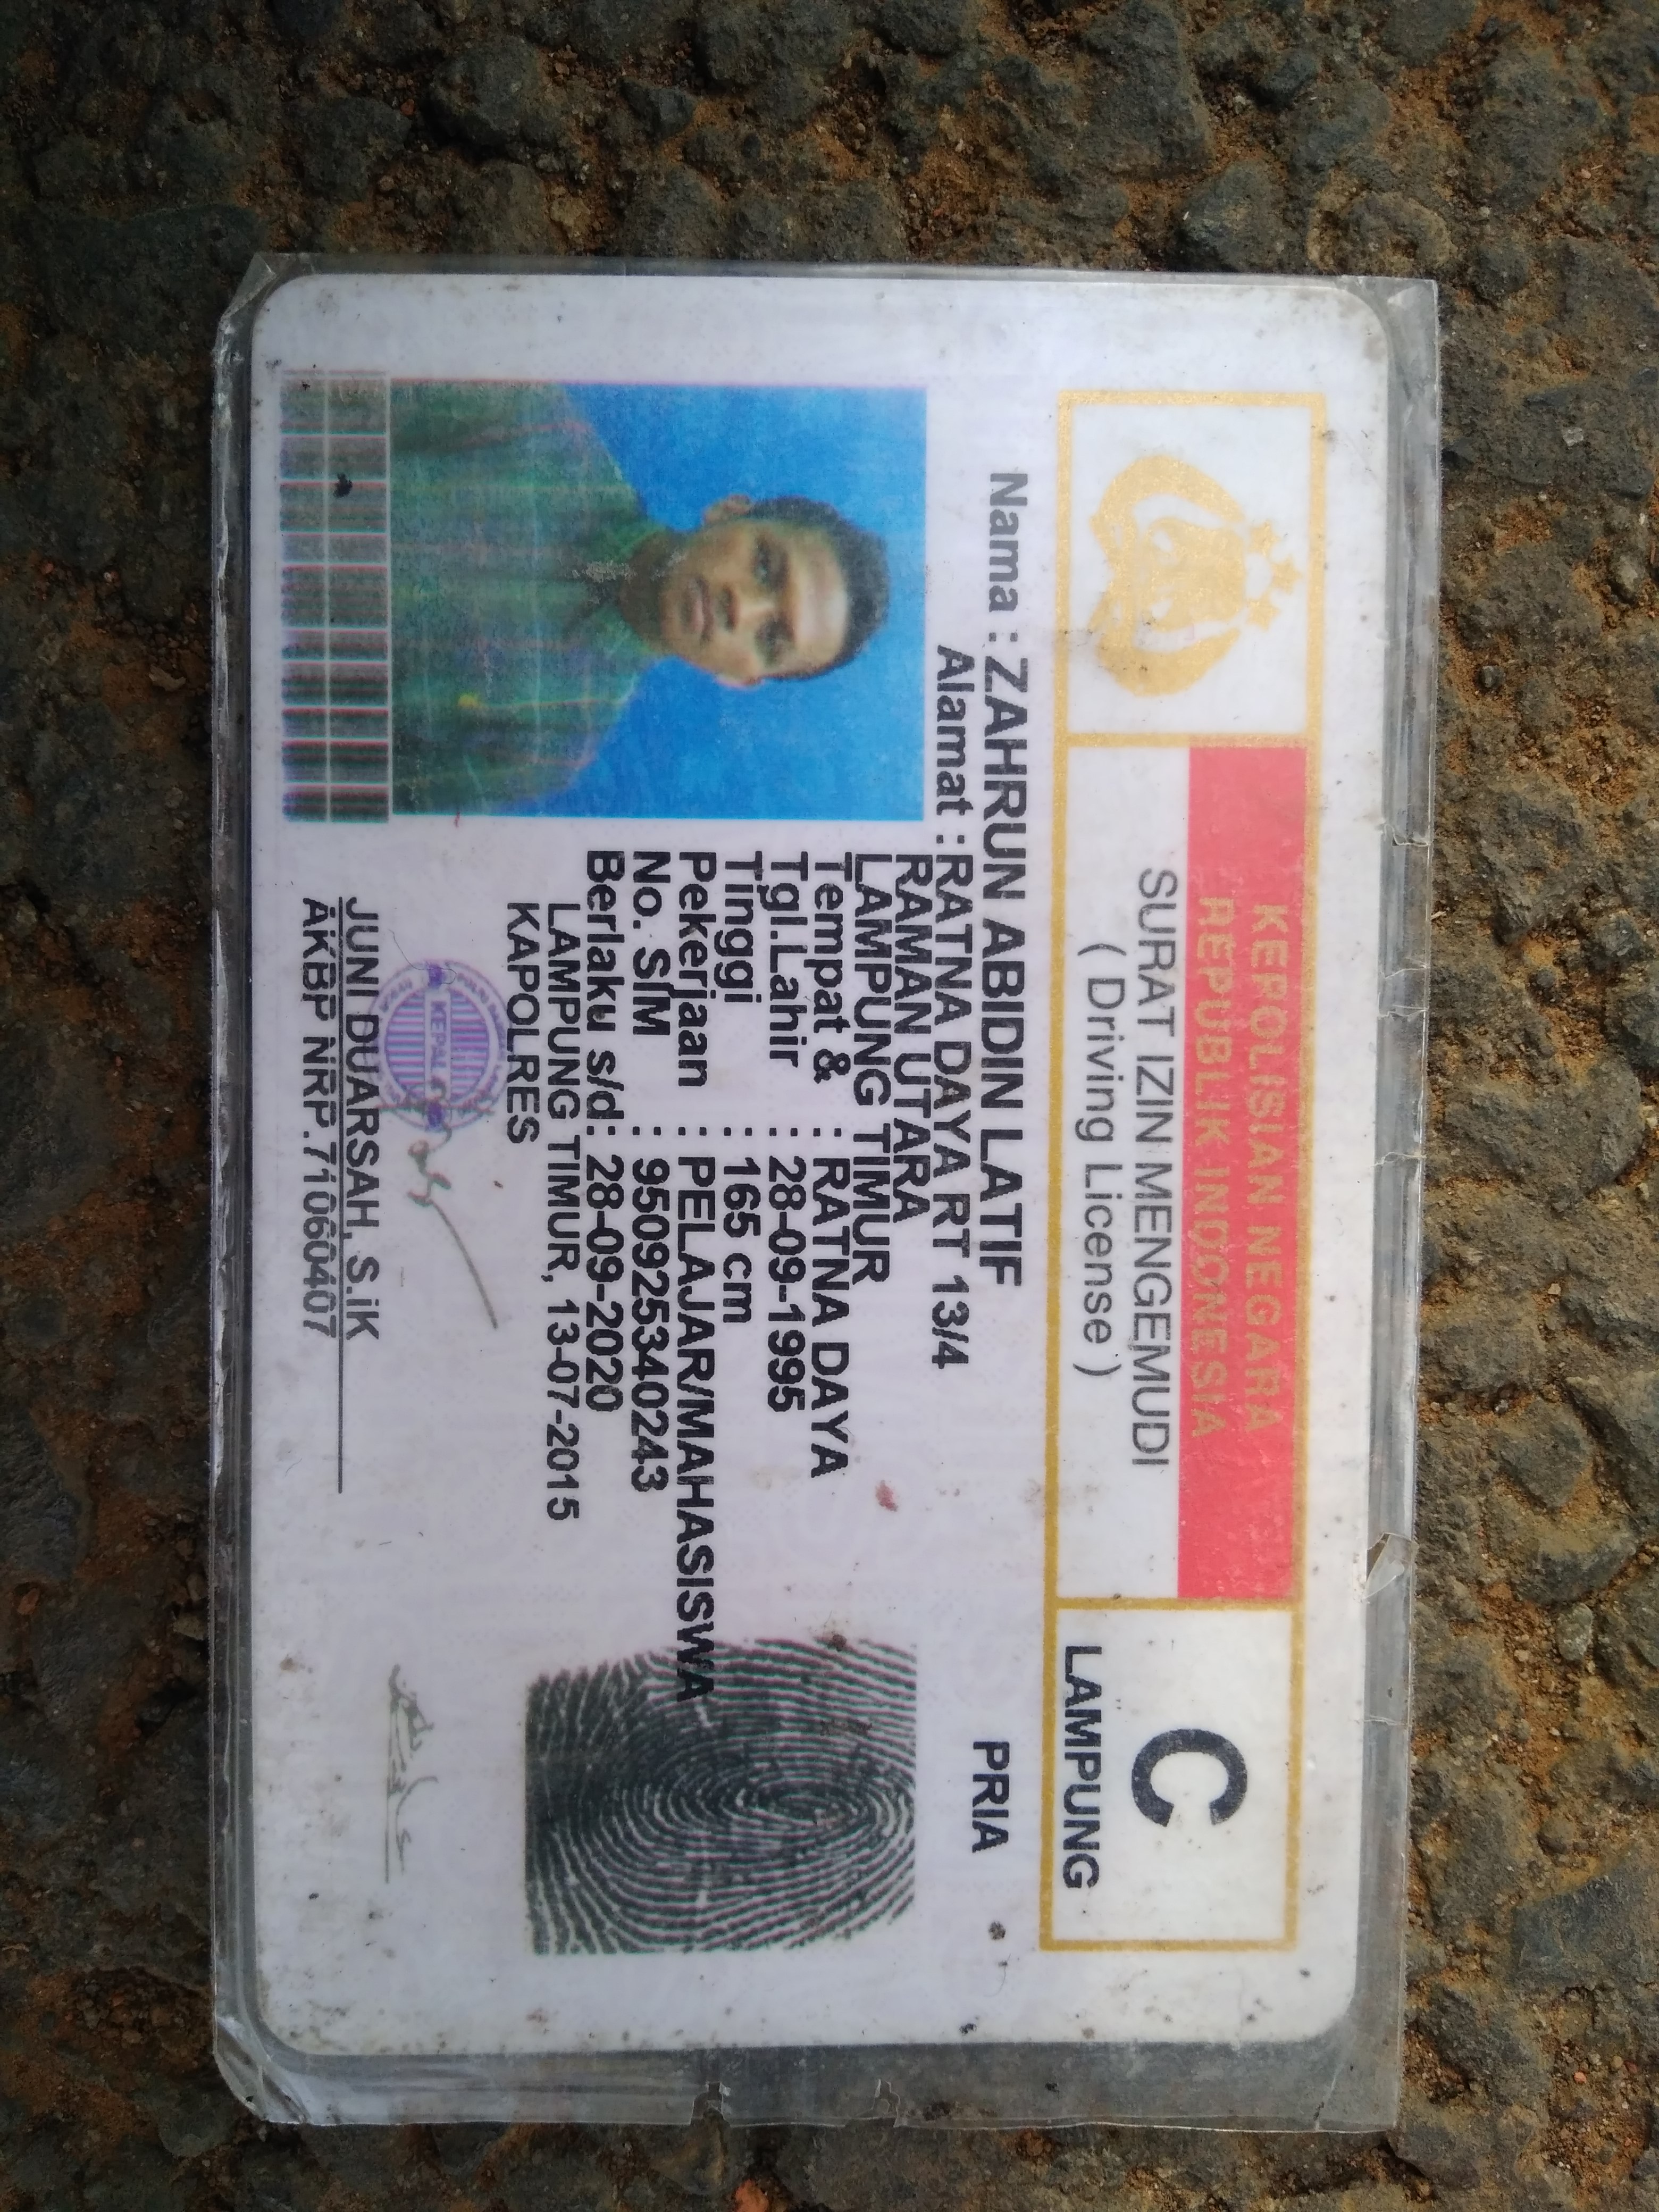 KEPOLISIAN NEGARA
REPUBLIK INDONESIA
SURAT IZIN MENGEMUDI
( Driving License )
C
LAMPUNG
Nama : ZAHRUN ABIDIN LATIF
PRIA
Alamat : RATNA DAYA RT 13/4
RAMAN UTARA
LAMPUNG TIMUR
Tempat & : RATNA DAYA
Tgl.Lahir : 28-09-1995
Tinggi : 165 cm
Pekerjaan : PELAJAR/MAHASISWA
No. SIM : 950925340243
Berlaku s/d : 28-09-2020
LAMPUNG TIMUR, 13-07-2015
KAPOLRES
KEPALA
JUNI DUARSAH, S.iK
AKBP NRP.71060407